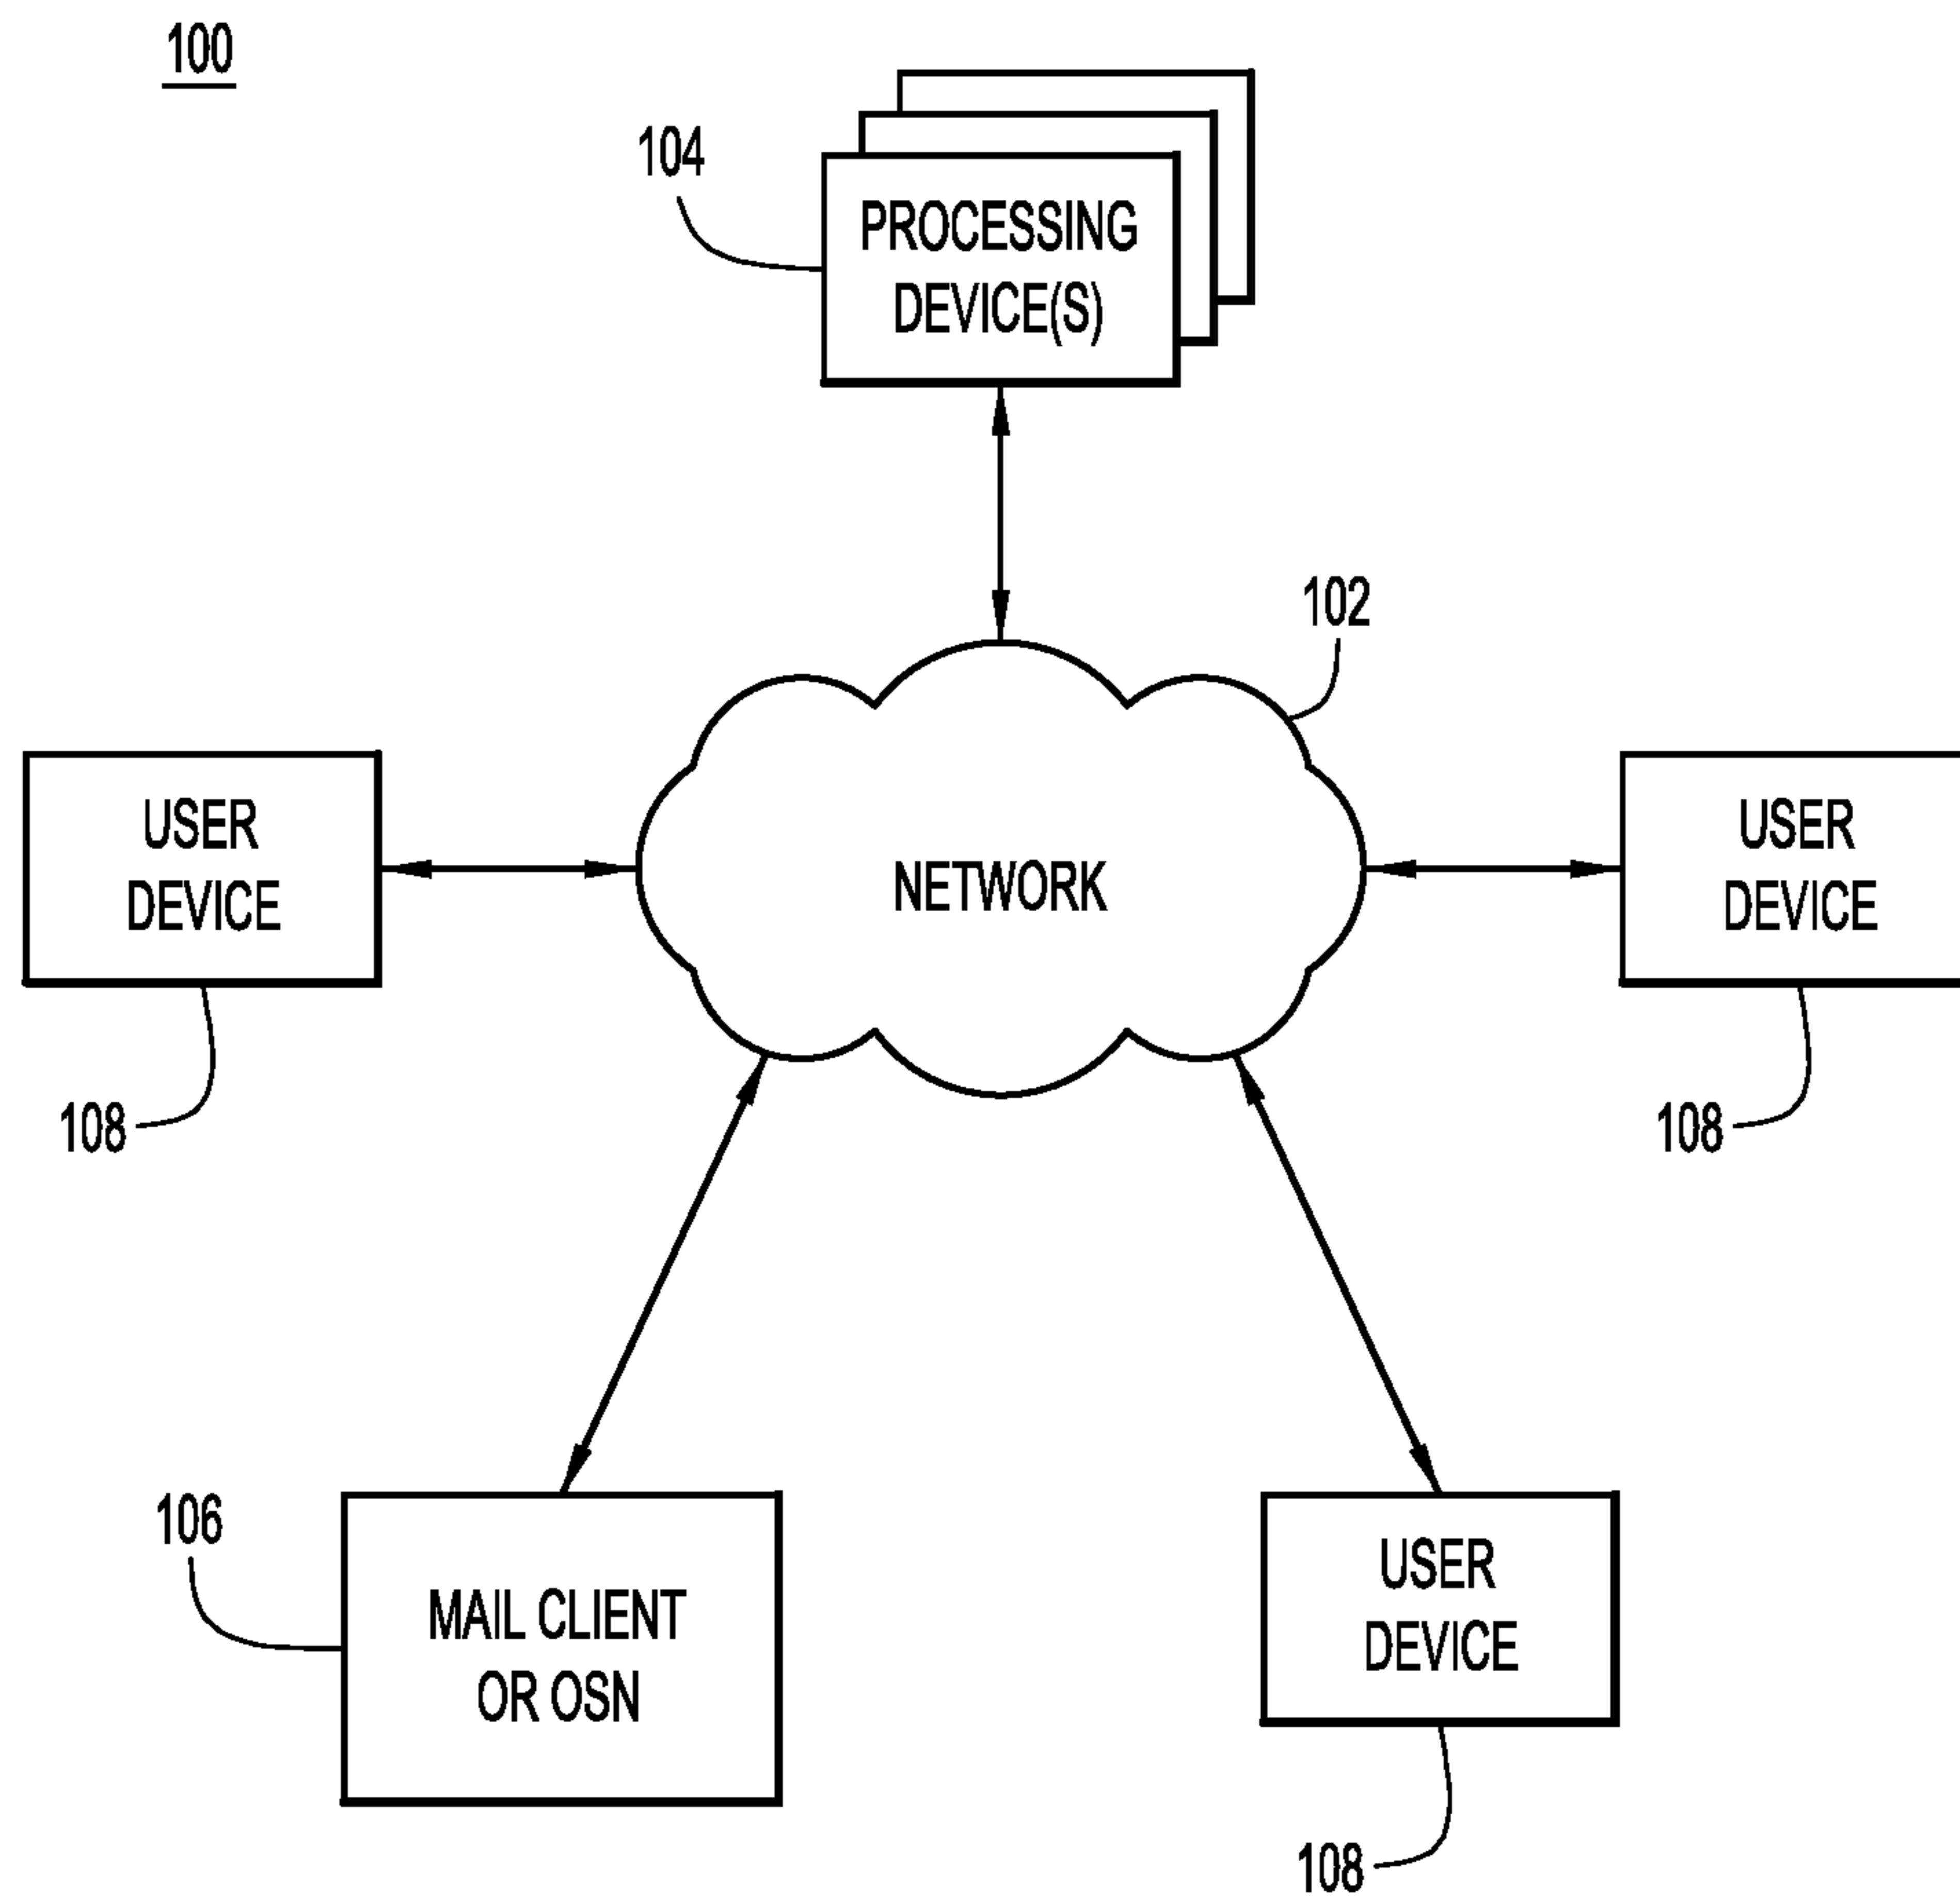 100
104
PROCESSING
DEVICE(S)
102
USER
DEVICE
NETWORK
USER
DEVICE
108
108
106
MAIL CLIENT
OR OSN
USER
DEVICE
108